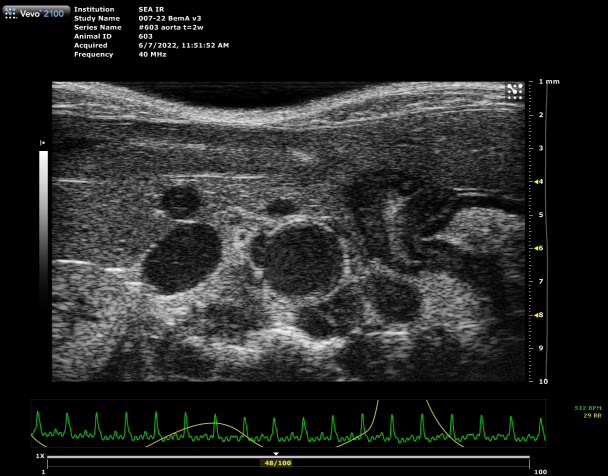 Vevo 2100
Institution SEA IR
Study Name 007-22 BemA v3
Series Name #603 aorta t=2w
Animal ID 603
Acquired 6/7/2022, 11:51:52 AM
Frequency 40 MHz
1 mm
2
3
4
5
6
7
8
9
10
512 BPM
29 RR
1X
48/100
1
100